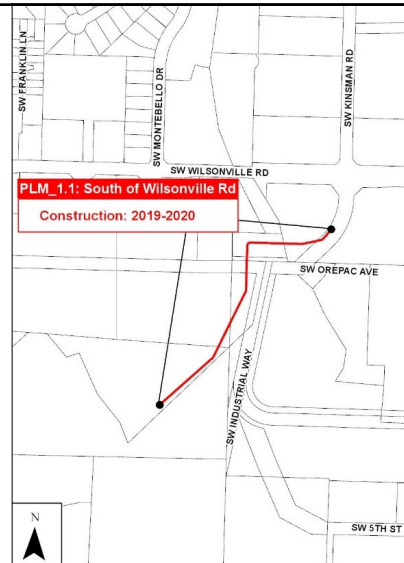 SW FRANKLIN LN
SW MONTEBELLO DR
SW KINSMAN RD
SW WILSONVILLE RD
PLM_1.1: South of Wilsonville Rd
Construction: 2019-2020
SW OREPAC AVE
SW INDUSTRIAL WAY
SW 5TH ST
N